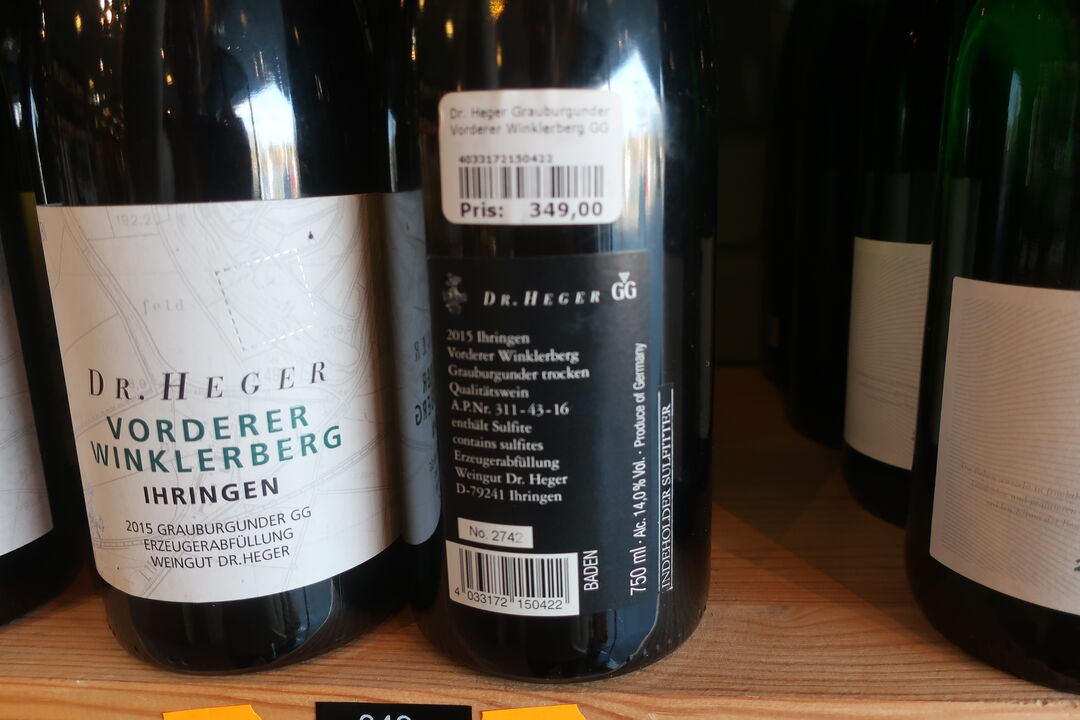 192.2
feld
DR. HEGER
VORDERER
WINKLERBERG
IHRINGEN
2015 GRAUBURGUNDER GG
ERZEUGERABFÜLLUNG
WEINGUT DR.HEGER
Dr. Heger Grauburgunder
Vorderer Winklerberg GG
4033172150422
Pris: 349,00
DR. HEGER GG
2015 Ihringen
Vorderer Winklerberg
Grauburgunder trocken
Qualitätswein
A.P.Nr. 311-43-16
enthält Sulfite
contains sulfites
Erzeugerabfüllung
Weingut Dr. Heger
D-79241 Ihringen
No. 2742
4 033172 150422
BADEN
750 ml · Alc. 14,0% Vol. · Produce of Germany
INDEHOLDER SULFITTER